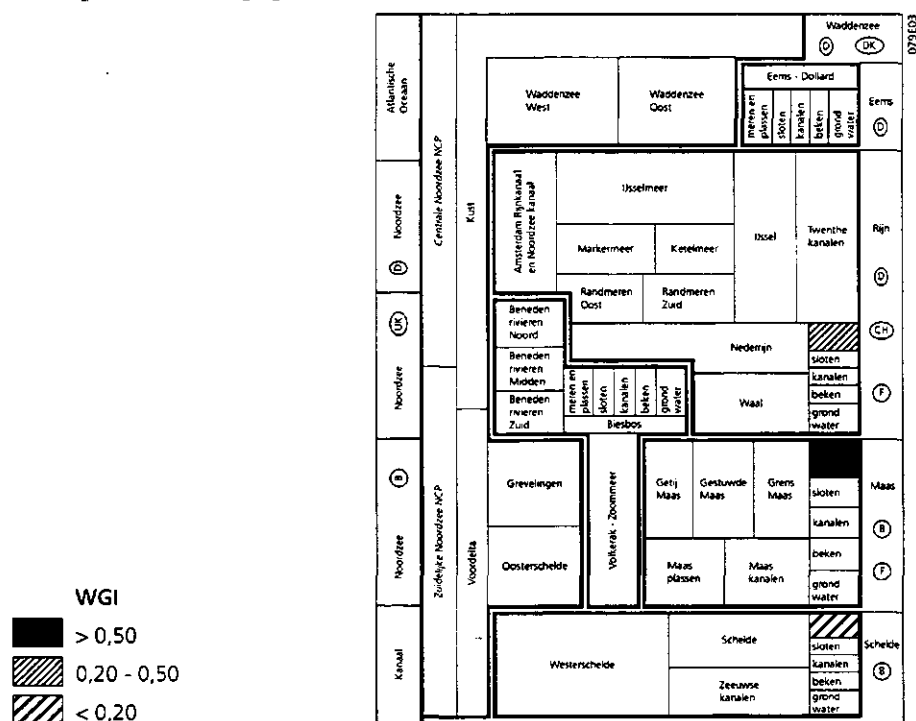 Waddenzee
D
DK
079E03
Atlantische
Oceaan
Noordzee
D
UK
Noordzee
B
Noordzee
Kanaal
Centrale Noordzee NCP
Zuidelijke Noordzee NCP
Kust
Voordelta
Waddenzee
West
Waddenzee
Oost
Eems - Dollard
meren en
plassen
sloten
kanalen
beken
grond
water
Eems
D
Amsterdam Rijnkanaal
en Noordzee kanaal
IJsselmeer
Markermeer
Ketelmeer
Randmeren
Oost
Randmeren
Zuid
IJssel
Twenthe
kanalen
Rijn
D
CH
F
Beneden
rivieren
Noord
Beneden
rivieren
Midden
Beneden
rivieren
Zuid
Nederrijn
Waal
sloten
kanalen
beken
grond
water
meren en
plassen
sloten
kanalen
beken
grond
water
Biesbos
Grevelingen
Oosterschelde
Volkerak - Zoommeer
Getij
Maas
Gestuwde
Maas
Grens
Maas
Maas
plassen
Maas
kanalen
sloten
kanalen
beken
grond
water
Maas
B
F
Westerschelde
Schelde
Zeeuwse
kanalen
sloten
kanalen
beken
grond
water
Schelde
B
WGI
> 0,50
0,20 - 0,50
< 0,20